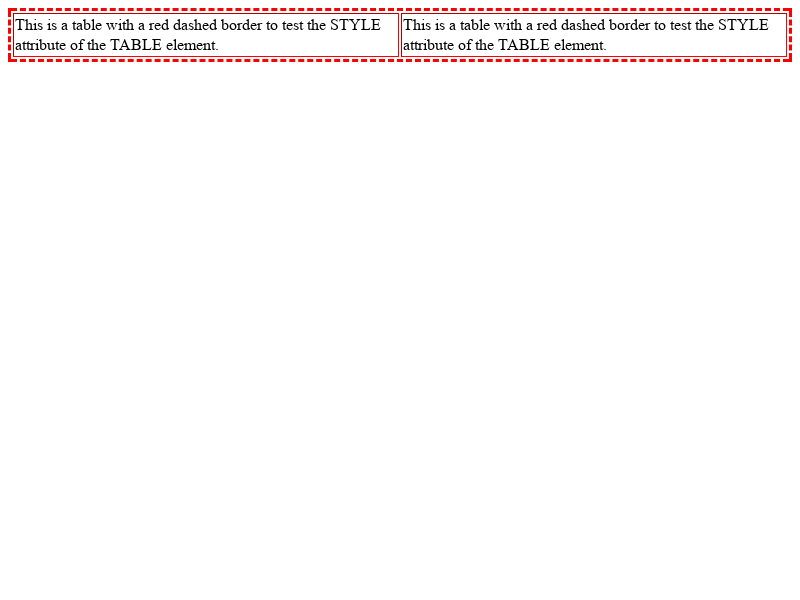 This is a table with a red dashed border to test the STYLE
attribute of the TABLE element.
This is a table with a red dashed border to test the STYLE
attribute of the TABLE element.